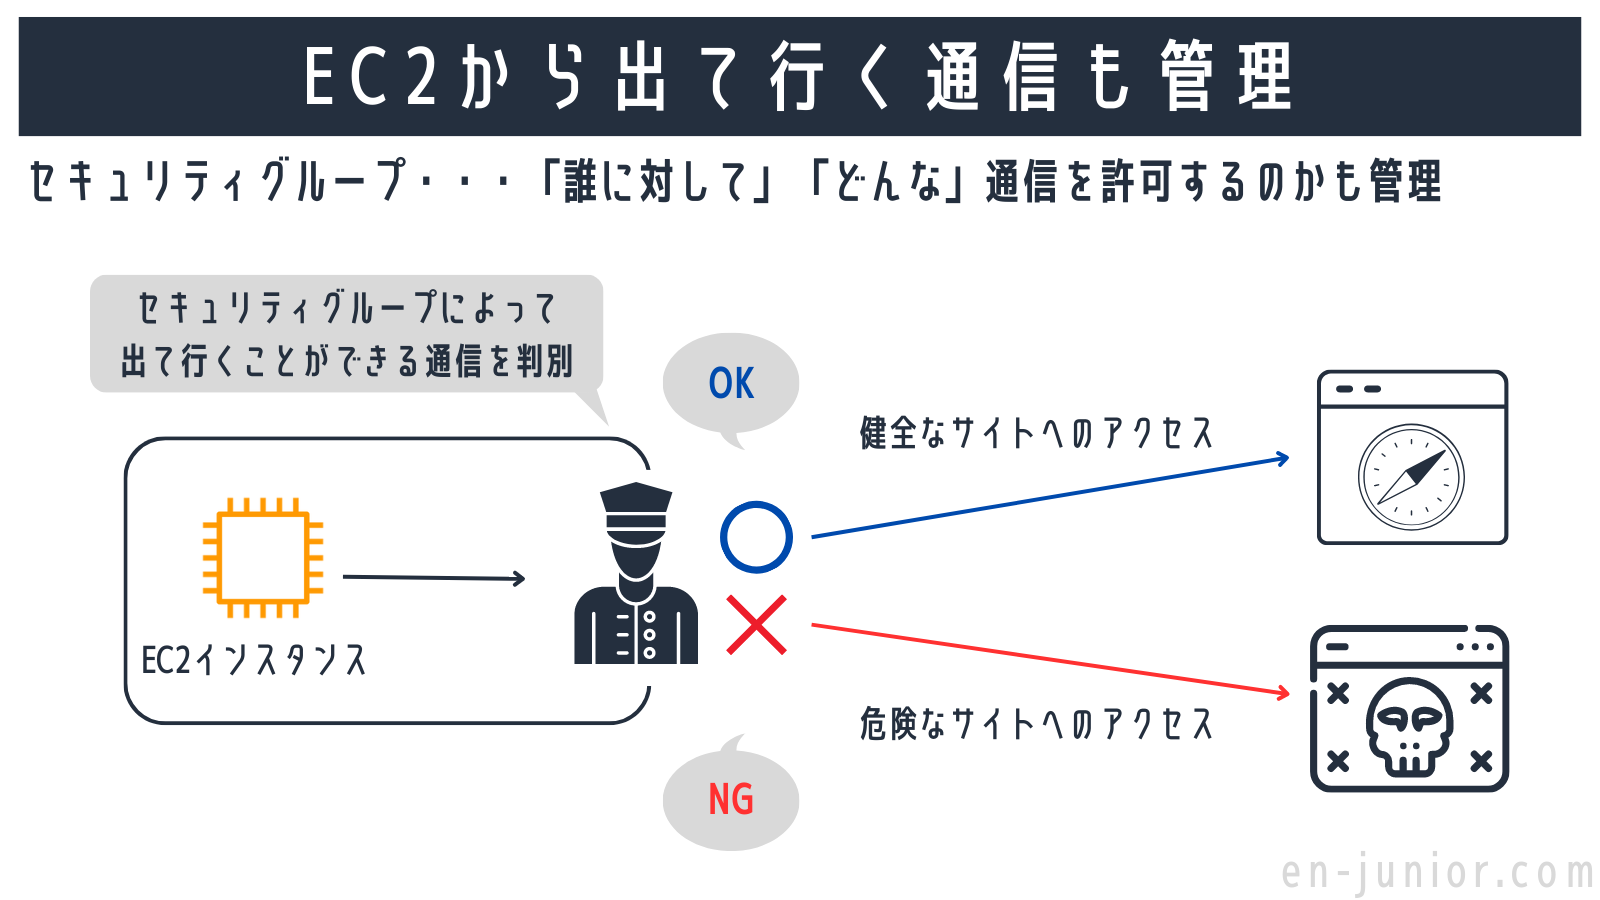 EC2から出て行く通信も管理
セキュリティグループ・・・「誰に対して」「どんな」通信を許可するのかも管理
セキュリティグループによって
出て行くことができる通信を判別
OK
健全なサイトへのアクセス
EC2インスタンス
危険なサイトへのアクセス
NG
en-junior.com